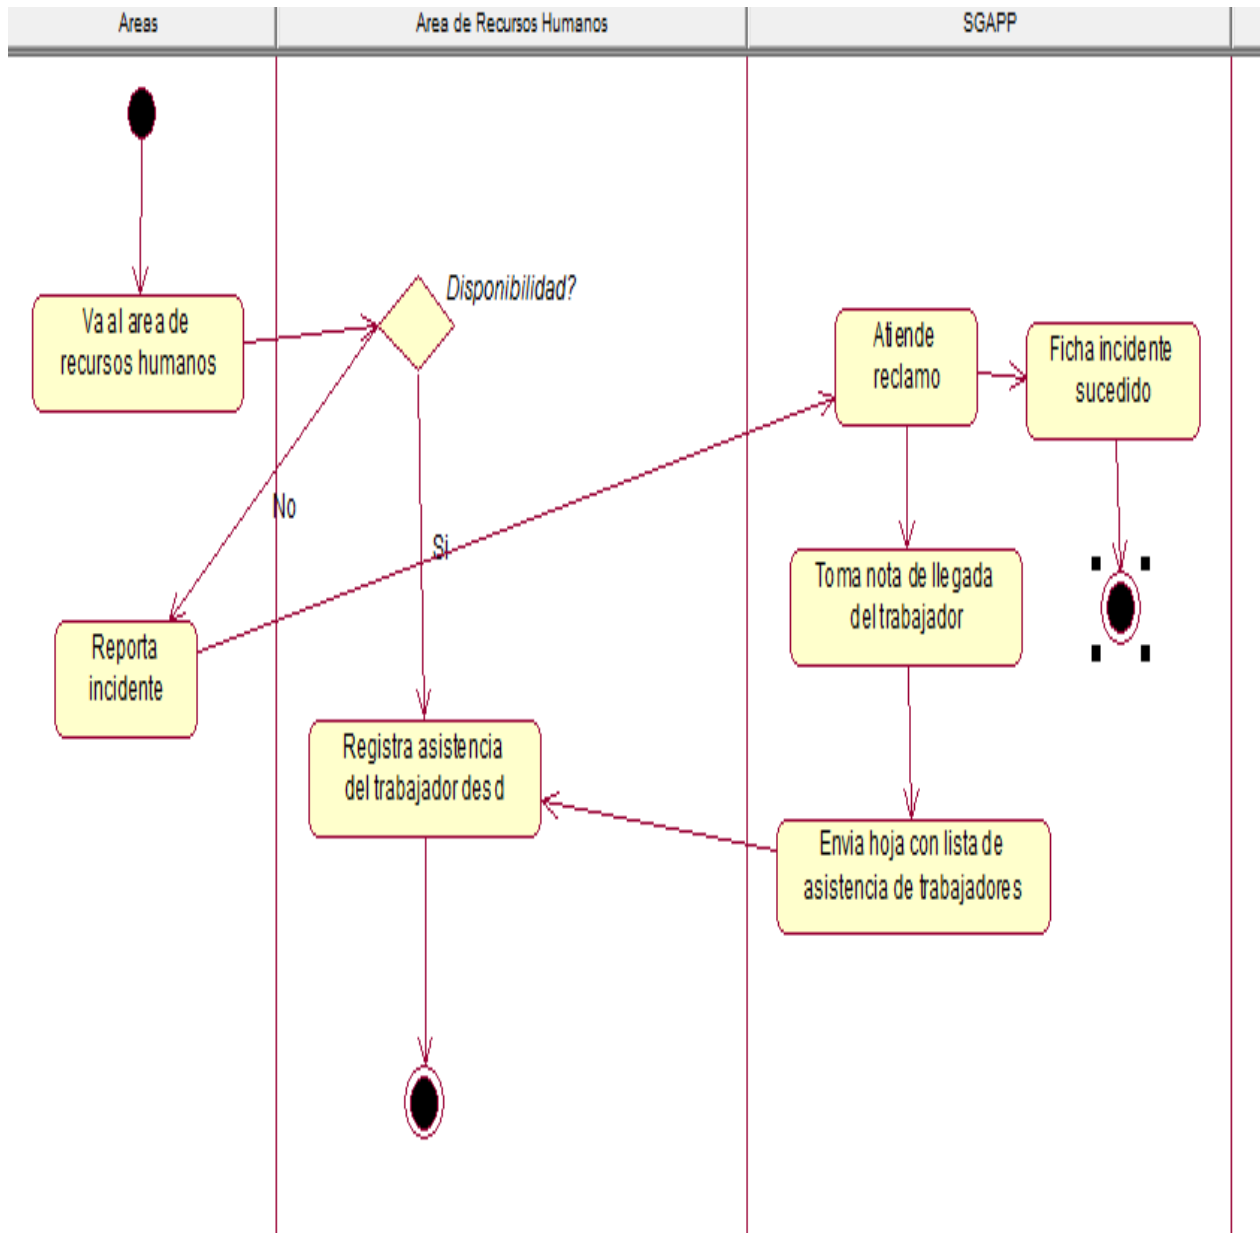 Areas
Area de Recursos Humanos
SGAPP
Disponibilidad?
Va al area de
recursos humanos
Atiende
reclamo
Ficha incidente
sucedido
No
Si
Toma nota de llegada
del trabajador
Reporta
incidente
Registra asistencia
del trabajador desd
Envia hoja con lista de
asistencia de trabajadores